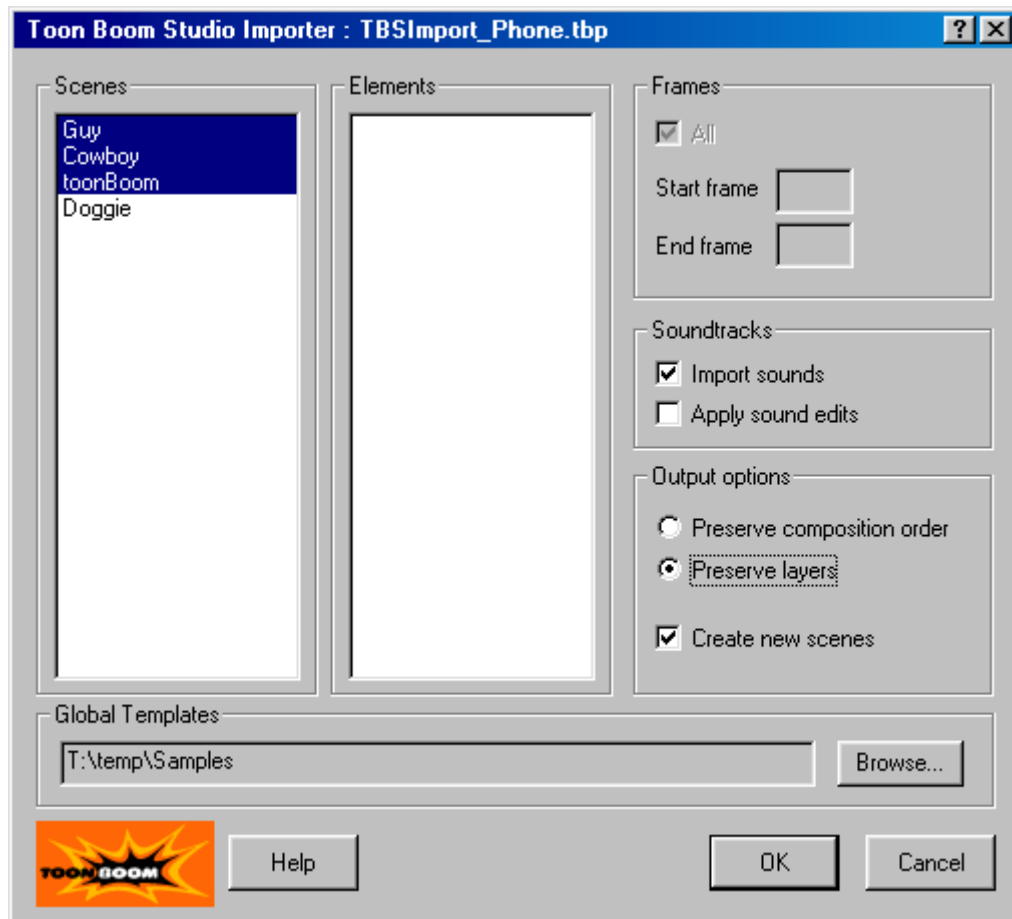 Toon Boom Studio Importer : TBSImport_Phone.tbp
Scenes
Guy
Cowboy
toonBoom
Doggie
Elements
Frames
All
Start frame
End frame
Soundtracks
Import sounds
Apply sound edits
Output options
Preserve composition order
Preserve layers
Create new scenes
Global Templates
T:\temp\Samples
Browse...
TOON BOOM
Help
OK
Cancel